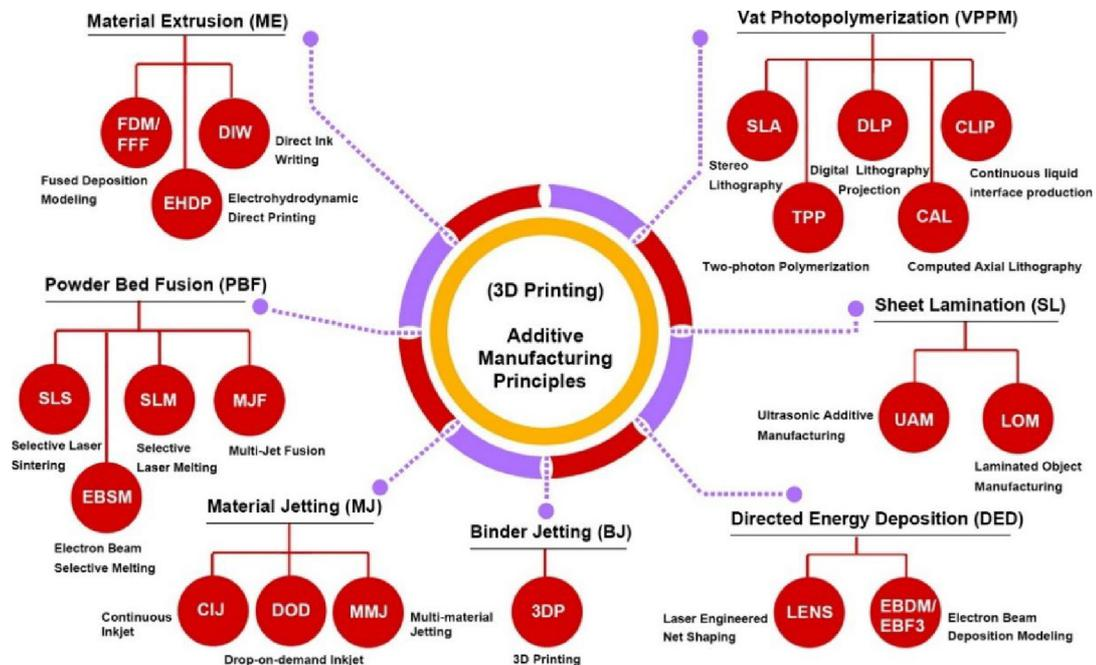 Material Extrusion (ME)
FDM/
FFF
DIW
Direct Ink
Writing
Fused Deposition
Modeling
EHDP
Electrohydrodynamic
Direct Printing
Vat Photopolymerization (VPPM)
SLA
DLP
CLIP
Stereo
Lithography
Digital Lithography
Projection
Continuous liquid
interface production
TPP
CAL
Two-photon Polymerization
Computed Axial Lithography
(3D Printing)
Additive
Manufacturing
Principles
Powder Bed Fusion (PBF)
SLS
SLM
MJF
Selective Laser
Sintering
Selective
Laser Melting
Multi-Jet Fusion
EBSM
Electron Beam
Selective Melting
Sheet Lamination (SL)
UAM
LOM
Ultrasonic Additive
Manufacturing
Laminated Object
Manufacturing
Material Jetting (MJ)
CIJ
DOD
MMJ
Continuous
Inkjet
Multi-material
Jetting
Drop-on-demand Inkjet
Binder Jetting (BJ)
3DP
3D Printing
Directed Energy Deposition (DED)
LENS
EBDM/
EBF3
Laser Engineered
Net Shaping
Electron Beam
Deposition Modeling